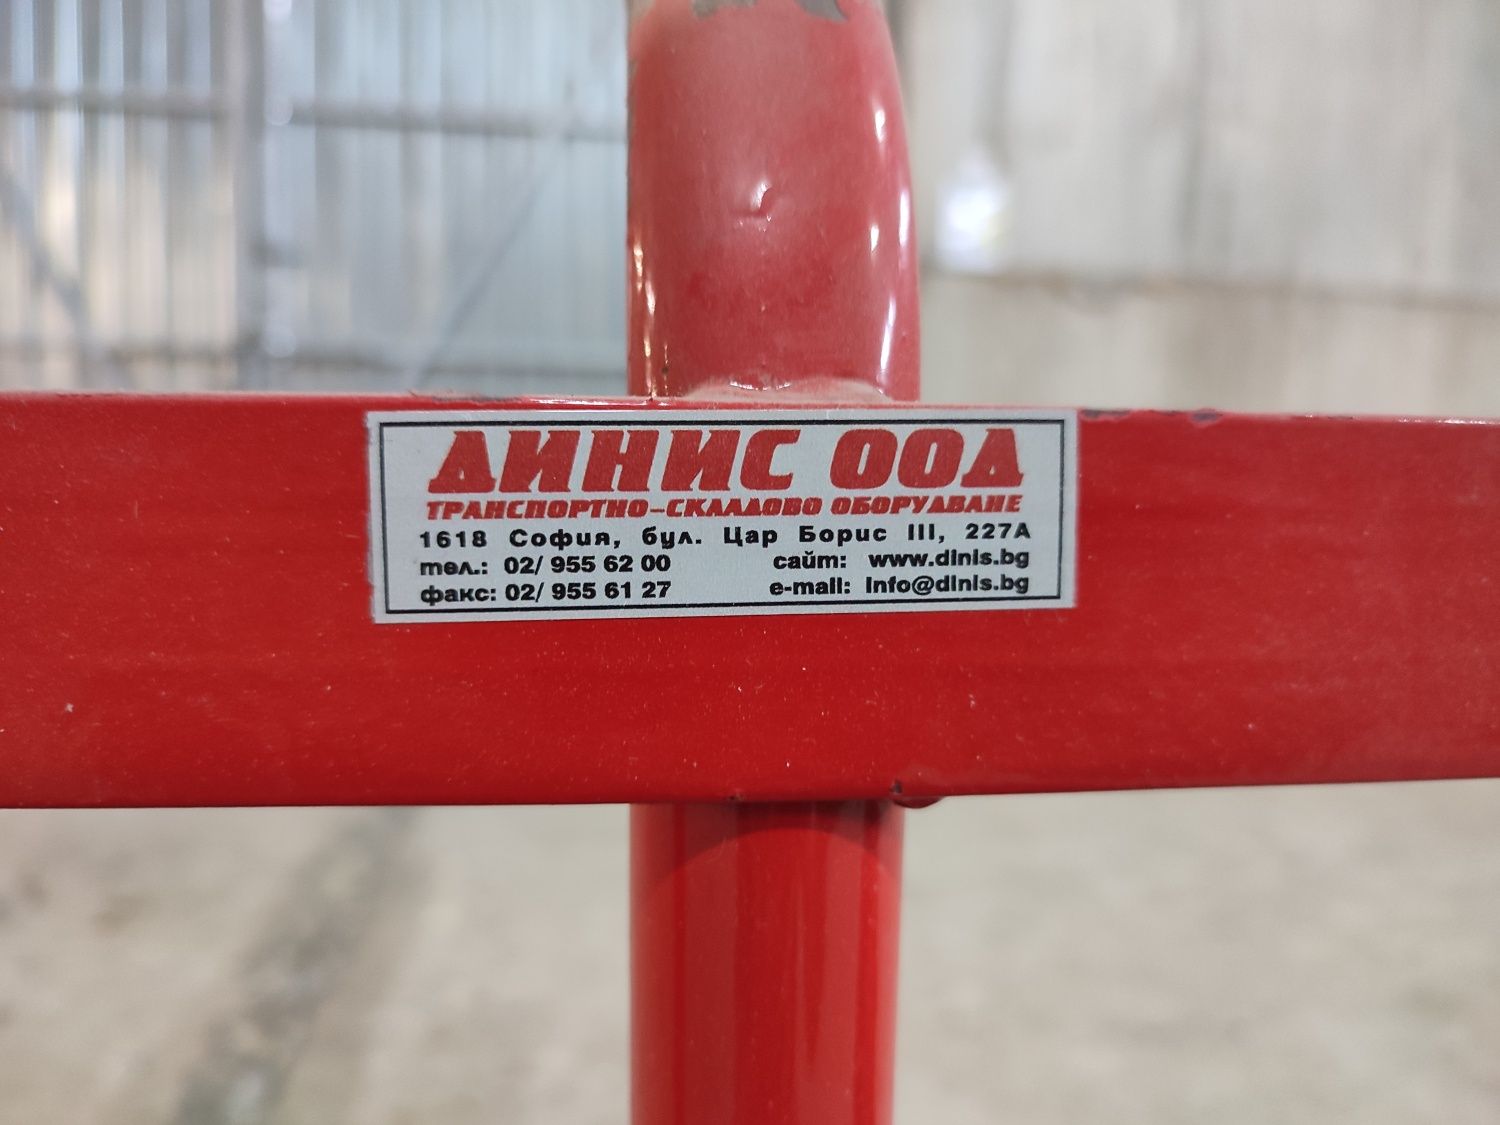 ДИНИС ООД
ТРАНСПОРТНО-СКЛАДОВО ОБОРУДВАНЕ
1618 София, бул. Цар Борис III, 227А
тел.: 02/ 955 62 00 сайт: www.dinis.bg
факс: 02/ 955 61 27 e-mail: info@dinis.bg